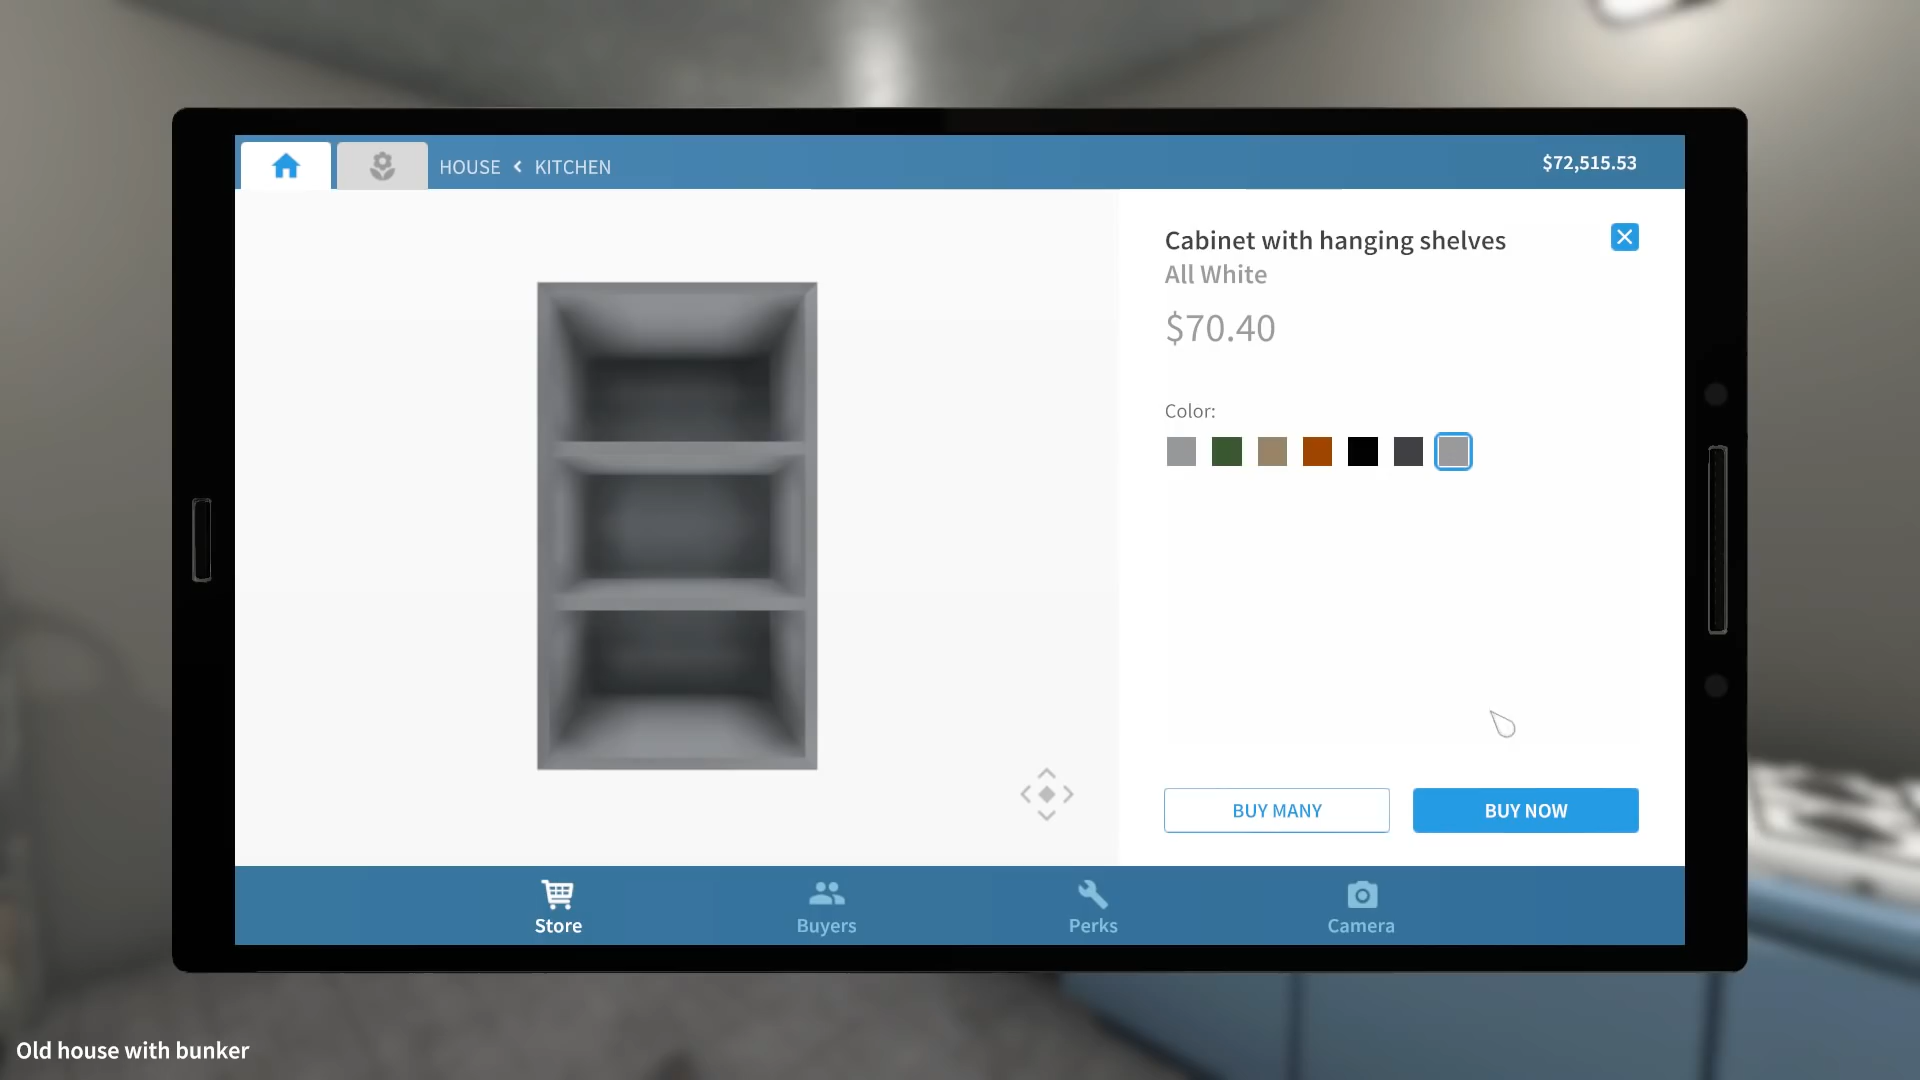 HOUSE < KITCHEN
$72,515.53
Cabinet with hanging shelves
All White
$70.40
Color:
BUY MANY
BUY NOW
Store
Buyers
Perks
Camera
Old house with bunker